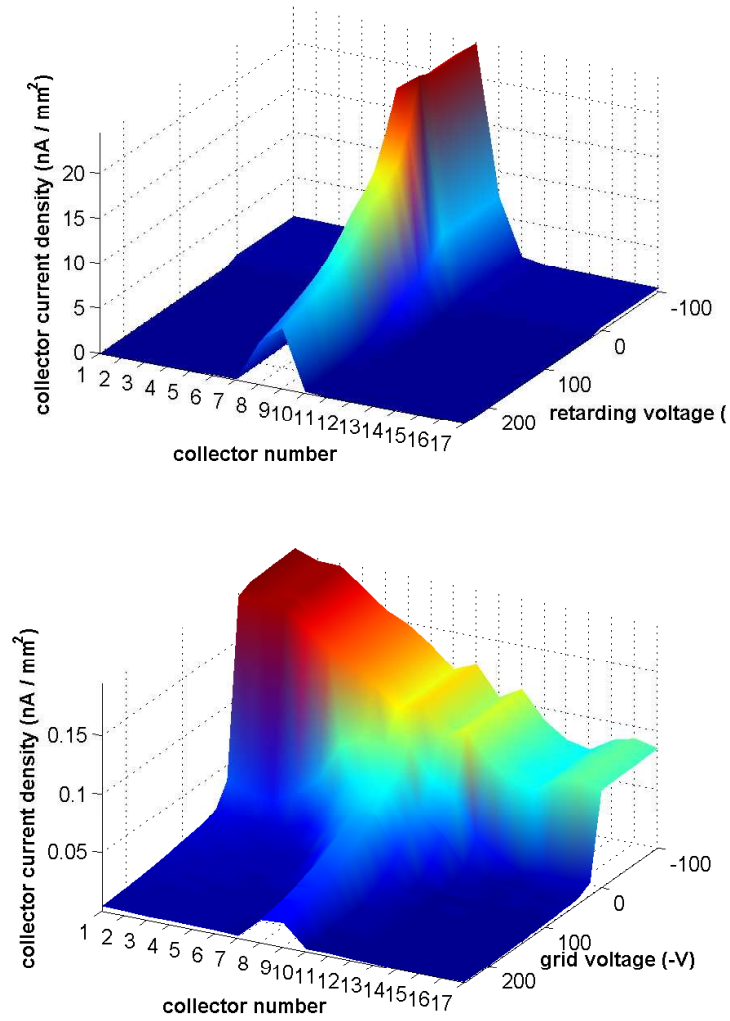 collector current density (nA / mm²)
20
15
10
5
0
1 2 3 4 5 6 7 8 9 10 11 12 13 14 15 16 17
collector number
-100
0
100
200
retarding voltage (
collector current density (nA / mm²)
0.15
0.1
0.05
1 2 3 4 5 6 7 8 9 10 11 12 13 14 15 16 17
collector number
-100
0
100
200
grid voltage (-V)